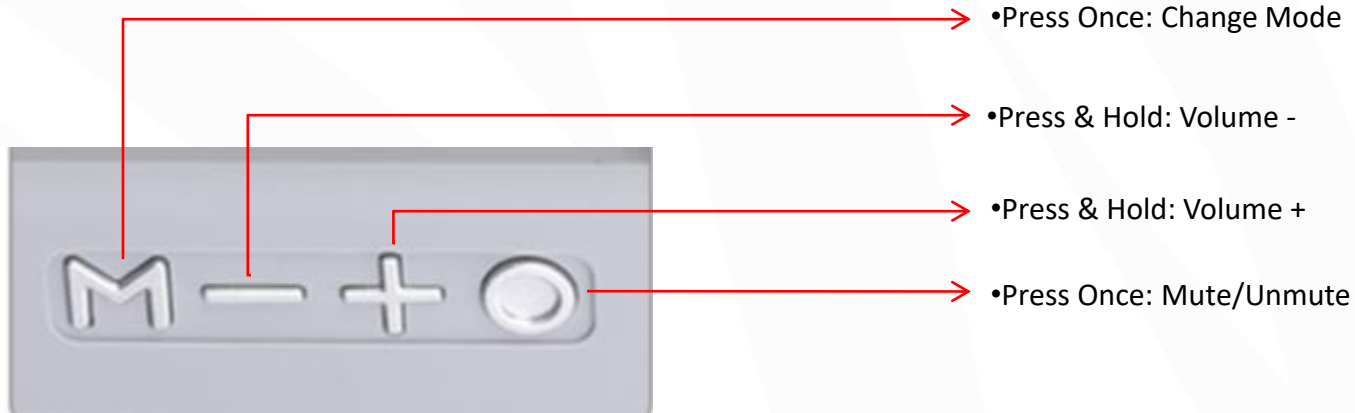 •Press Once: Change Mode
•Press & Hold: Volume -
•Press & Hold: Volume +
M - + O
•Press Once: Mute/Unmute